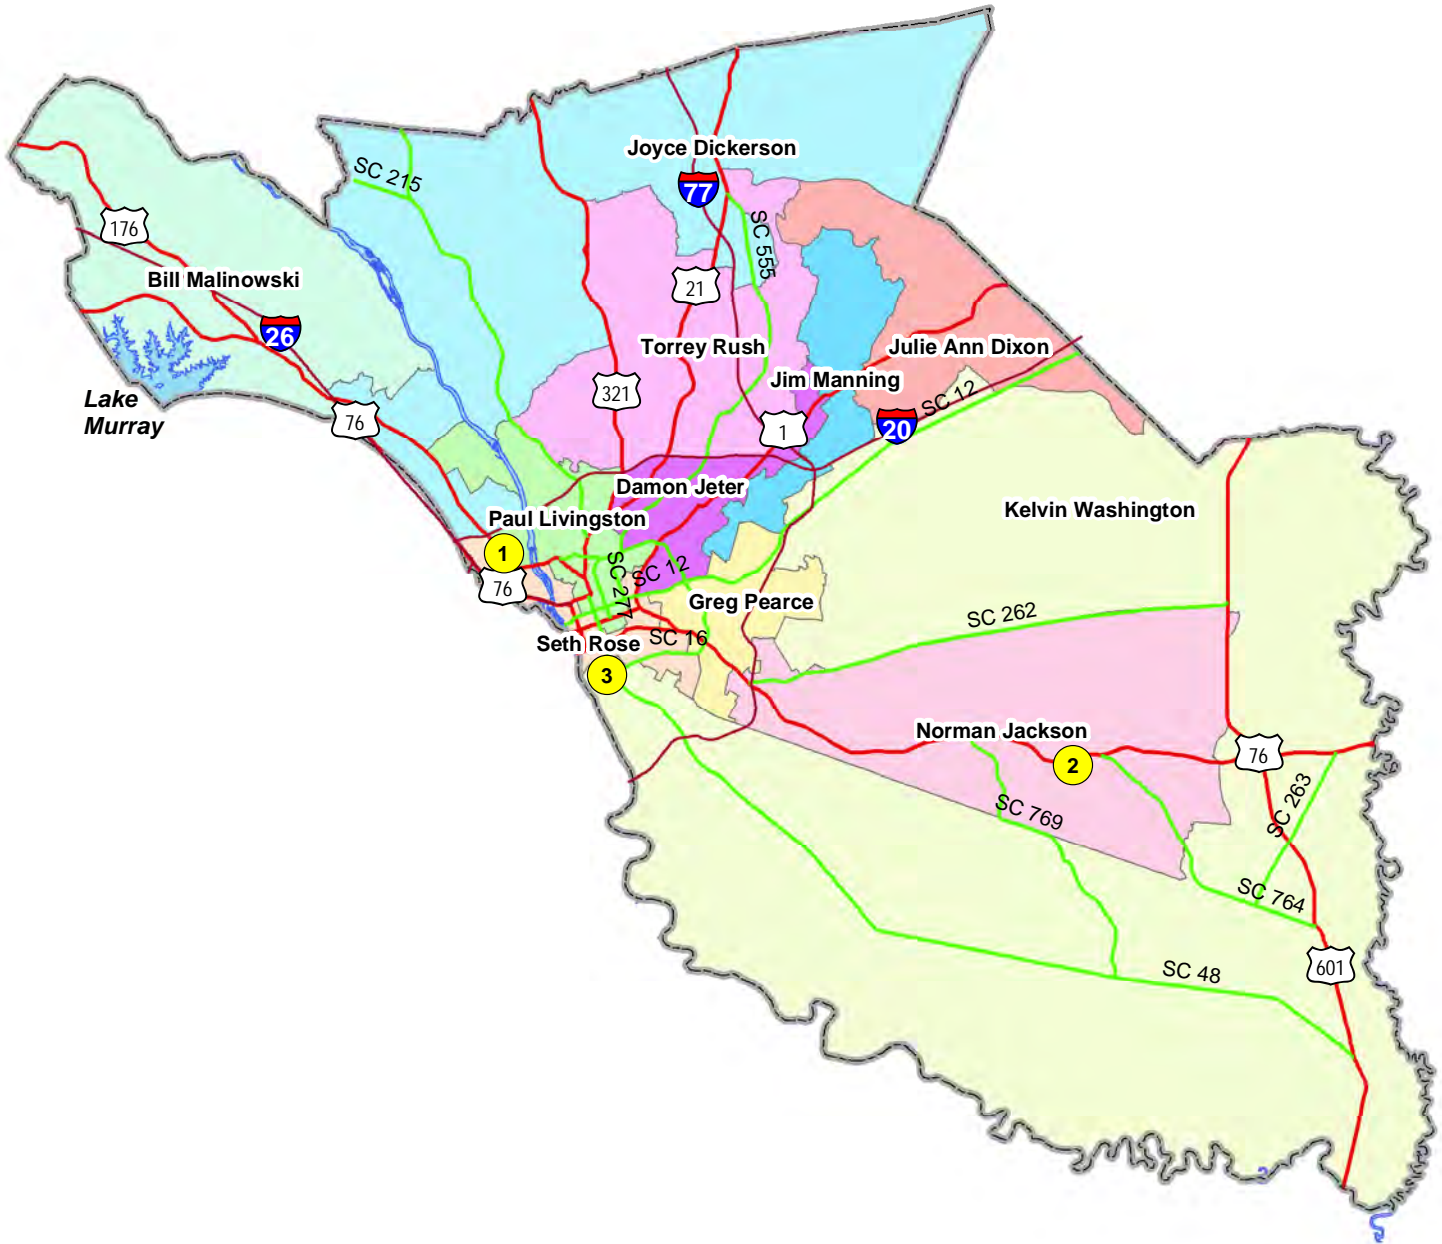 Joyce Dickerson
SC 215
77
176
SC 555
Bill Malinowski
21
26
Torrey Rush
Julie Ann Dixon
Jim Manning
321
SC 12
Lake
Murray
76
1
20
Damon Jeter
Kelvin Washington
Paul Livingston
1
SC 277
SC 12
76
Greg Pearce
SC 262
Seth Rose
SC 16
3
Norman Jackson
2
76
SC 263
SC 769
SC 764
SC 48
601